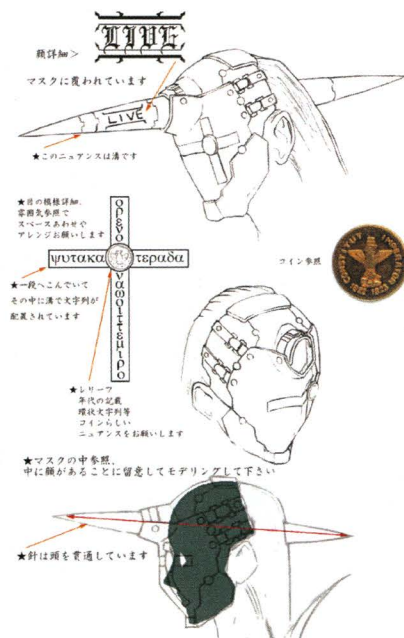 顔詳細＞
LIVE
マスクに覆われています
LIVE
★このニュアンスは溝です
★目の模様詳細、
雰囲気参照で
スペースあわせや
アレンジお願いします
ορενο
ψυτακα τεραδα
ναωοιττεμιρο
コイン参照
★一段へこんでいて
その中に溝で文字列が
配置されています
★レリーフ
年代の記載
環状文字列等
コインらしい
ニュアンスをお願いします
★マスクの中参照、
中に顔があることに留意してモデリングして下さい
★針は頭を貫通しています